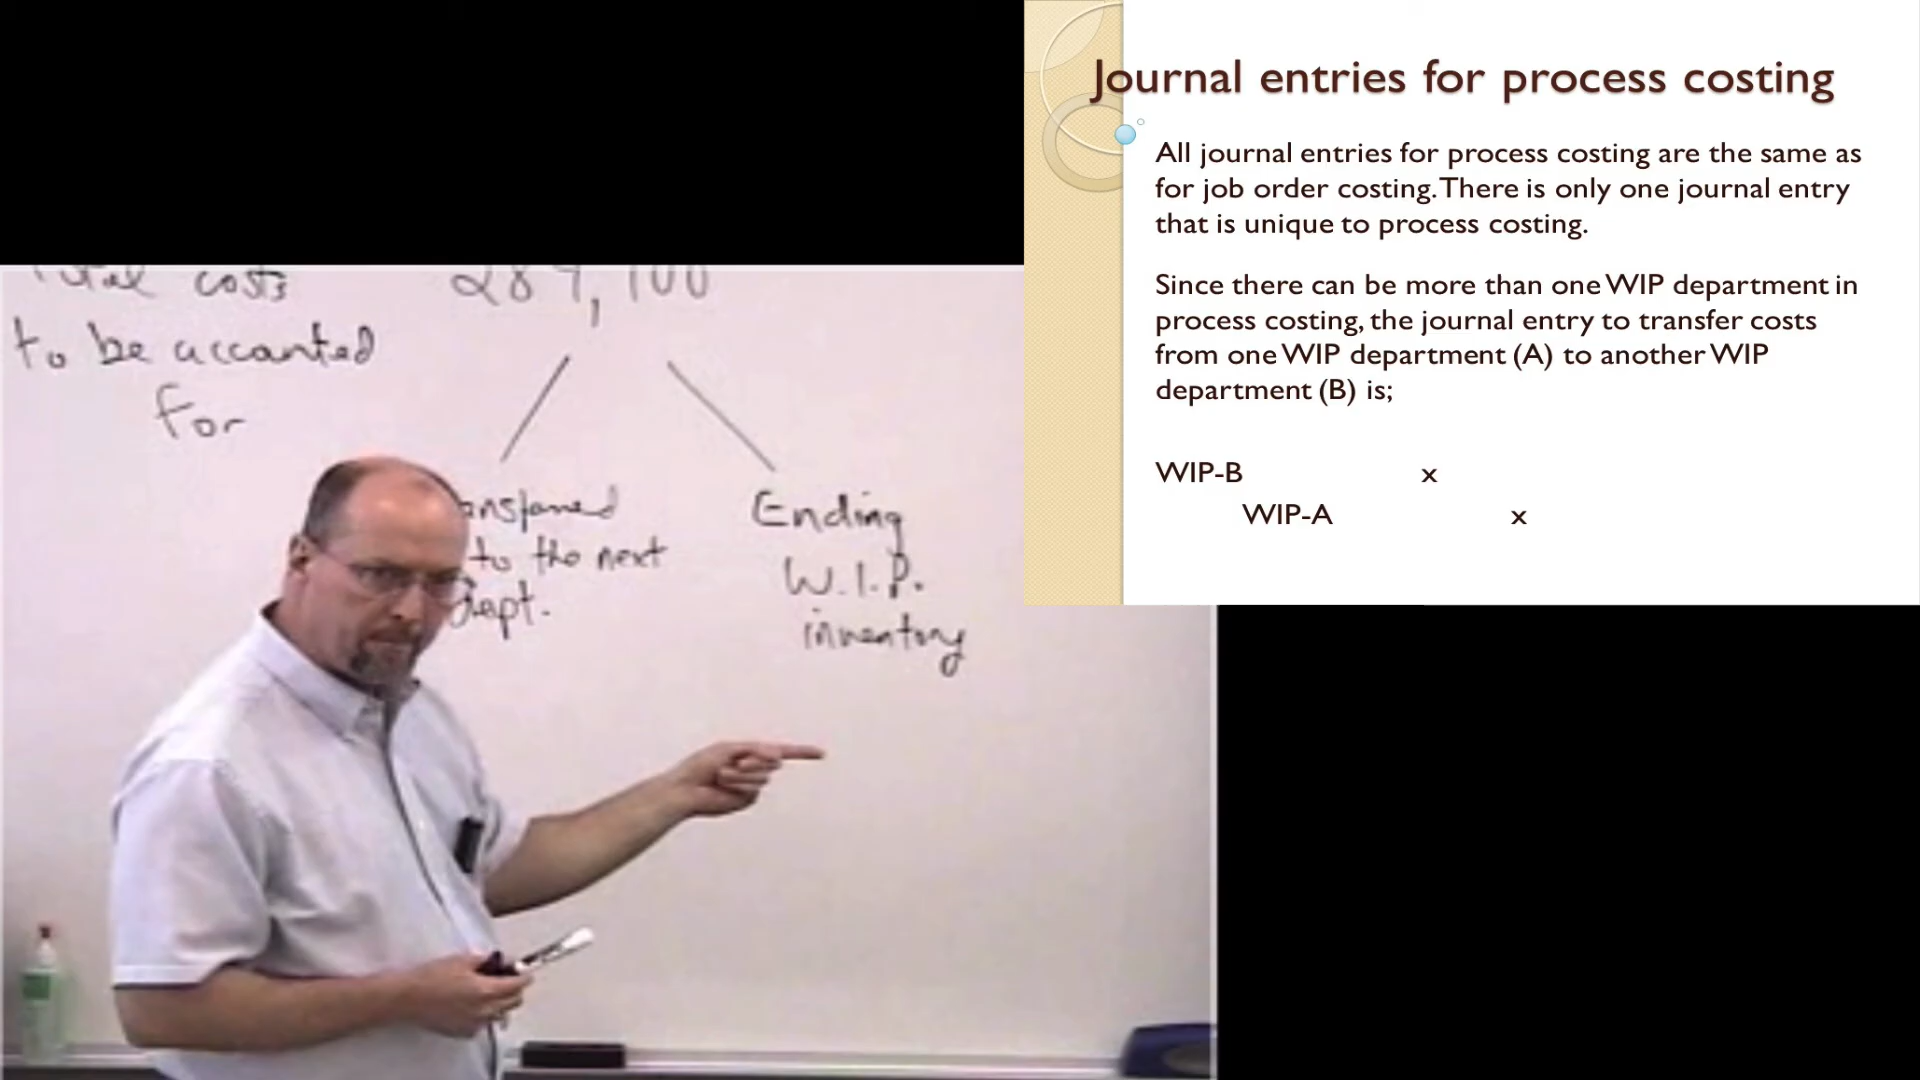 Journal entries for process costing
All journal entries for process costing are the same as
for job order costing. There is only one journal entry
that is unique to process costing.
Since there can be more than one WIP department in
process costing, the journal entry to transfer costs
from one WIP department (A) to another WIP
department (B) is;
WIP-B x
WIP-A x
Total costs
to be accounted
for
to the next
dept.
Ending
W.I.P.
inventory